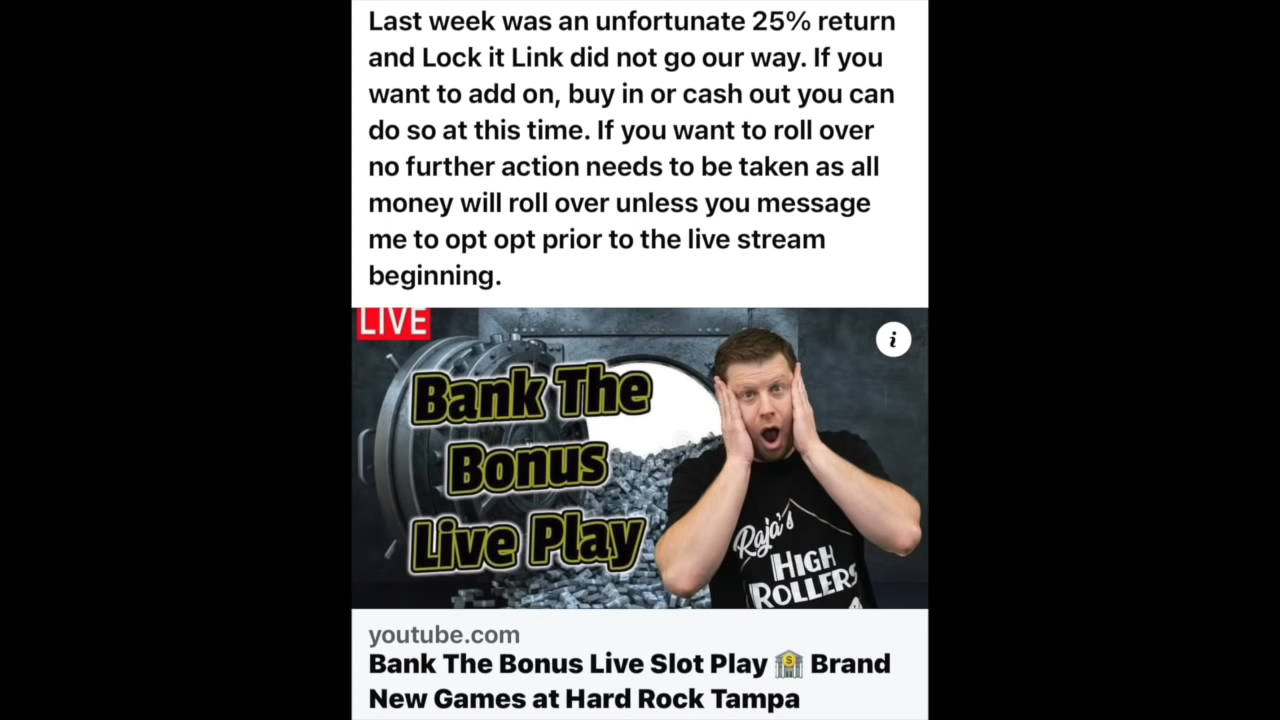 Last week was an unfortunate 25% return
and Lock it Link did not go our way. If you
want to add on, buy in or cash out you can
do so at this time. If you want to roll over
no further action needs to be taken as all
money will roll over unless you message
me to opt opt prior to the live stream
beginning.
LIVE
i
Bank The
Bonus
Live Play
Raja's
HIGH
ROLLERS
youtube.com
Bank The Bonus Live Slot Play 🏦 Brand
New Games at Hard Rock Tampa